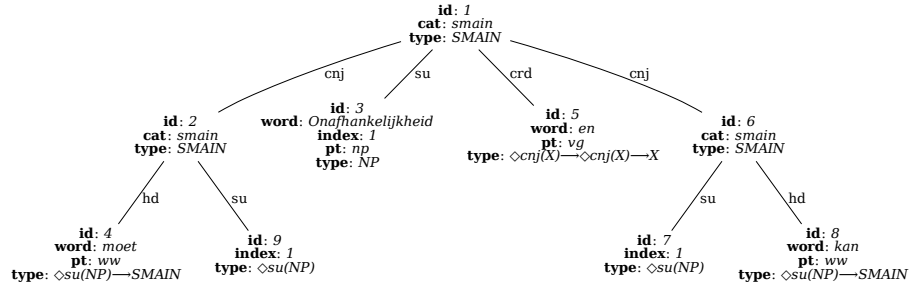 id: 1
cat: smain
type: SMAIN
cnj
su
crd
cnj
id: 2
cat: smain
type: SMAIN
id: 3
word: Onafhankelijkheid
index: 1
pt: np
type: NP
id: 5
word: en
pt: vg
type: ◇cnj(X)⟶◇cnj(X)⟶X
id: 6
cat: smain
type: SMAIN
hd
su
su
hd
id: 4
word: moet
pt: ww
type: ◇su(NP)⟶SMAIN
id: 9
index: 1
type: ◇su(NP)
id: 7
index: 1
type: ◇su(NP)
id: 8
word: kan
pt: ww
type: ◇su(NP)⟶SMAIN